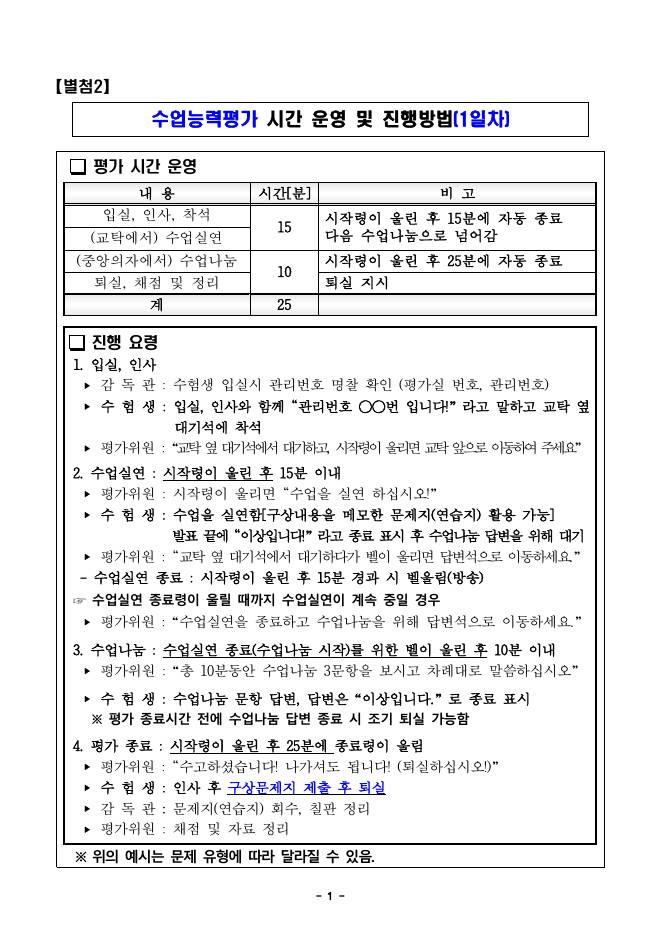 【별첨2】
수업능력평가 시간 운영 및 진행방법(1일차)
❏ 평가 시간 운영
내 용 시간[분] 비 고
입실, 인사, 착석
(교탁에서) 수업실연
15
시작령이 울린 후 15분에 자동 종료
다음 수업나눔으로 넘어감
(중앙의자에서) 수업나눔
10
시작령이 울린 후 25분에 자동 종료
퇴실, 채점 및 정리
퇴실 지시
계 25
❏ 진행 요령
1. 입실, 인사
▸ 감 독 관 : 수험생 입실시 관리번호 명찰 확인 (평가실 번호, 관리번호)
▸ 수 험 생 : 입실, 인사와 함께 “관리번호 ○○번 입니다!” 라고 말하고 교탁 옆
대기석에 착석
▸ 평가위원 : “교탁 옆 대기석에서 대기하고, 시작령이 울리면 교탁 앞으로 이동하여 주세요”
2. 수업실연 : 시작령이 울린 후 15분 이내
▸ 평가위원 : 시작령이 울리면 “수업을 실연 하십시오!”
▸ 수 험 생 : 수업을 실연함[구상내용을 메모한 문제지(연습지) 활용 가능]
발표 끝에 “이상입니다!” 라고 종료 표시 후 수업나눔 답변을 위해 대기
▸ 평가위원 : “교탁 옆 대기석에서 대기하다가 벨이 울리면 답변석으로 이동하세요.”
- 수업실연 종료 : 시작령이 울린 후 15분 경과 시 벨울림(방송)
☞ 수업실연 종료령이 울릴 때까지 수업실연이 계속 중일 경우
▸ 평가위원 : “수업실연을 종료하고 수업나눔을 위해 답변석으로 이동하세요.”
3. 수업나눔 : 수업실연 종료(수업나눔 시작)를 위한 벨이 울린 후 10분 이내
▸ 평가위원 : “총 10분동안 수업나눔 3문항을 보시고 차례대로 말씀하십시오”
▸ 수 험 생 : 수업나눔 문항 답변, 답변은 “이상입니다.” 로 종료 표시
※ 평가 종료시간 전에 수업나눔 답변 종료 시 조기 퇴실 가능함
4. 평가 종료 : 시작령이 울린 후 25분에 종료령이 울림
▸ 평가위원 : “수고하셨습니다! 나가셔도 됩니다! (퇴실하십시오!)”
▸ 수 험 생 : 인사 후 구상문제지 제출 후 퇴실
▸ 감 독 관 : 문제지(연습지) 회수, 칠판 정리
▸ 평가위원 : 채점 및 자료 정리
※ 위의 예시는 문제 유형에 따라 달라질 수 있음.
- 1 -